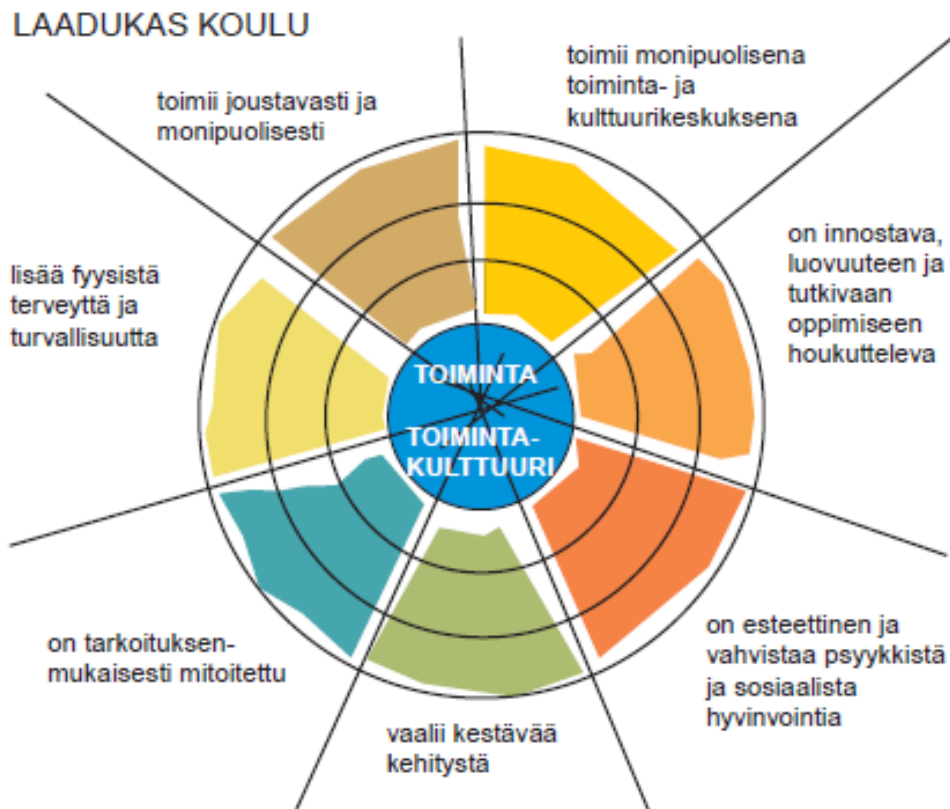 LAADUKAS KOULU
toimii joustavasti ja
monipuolisesti
toimii monipuolisena
toiminta- ja
kulttuurikeskuksena
on innostava,
luovuuteen ja
tutkivaan
oppimiseen
houkutteleva
lisää fyysistä
terveyttä ja
turvallisuutta
TOIMINTA
TOIMINTA-
KULTTUURI
on tarkoituksen-
mukaisesti mitoitettu
on esteettinen ja
vahvistaa psyykkistä
ja sosiaalista
hyvinvointia
vaalii kestävää
kehitystä